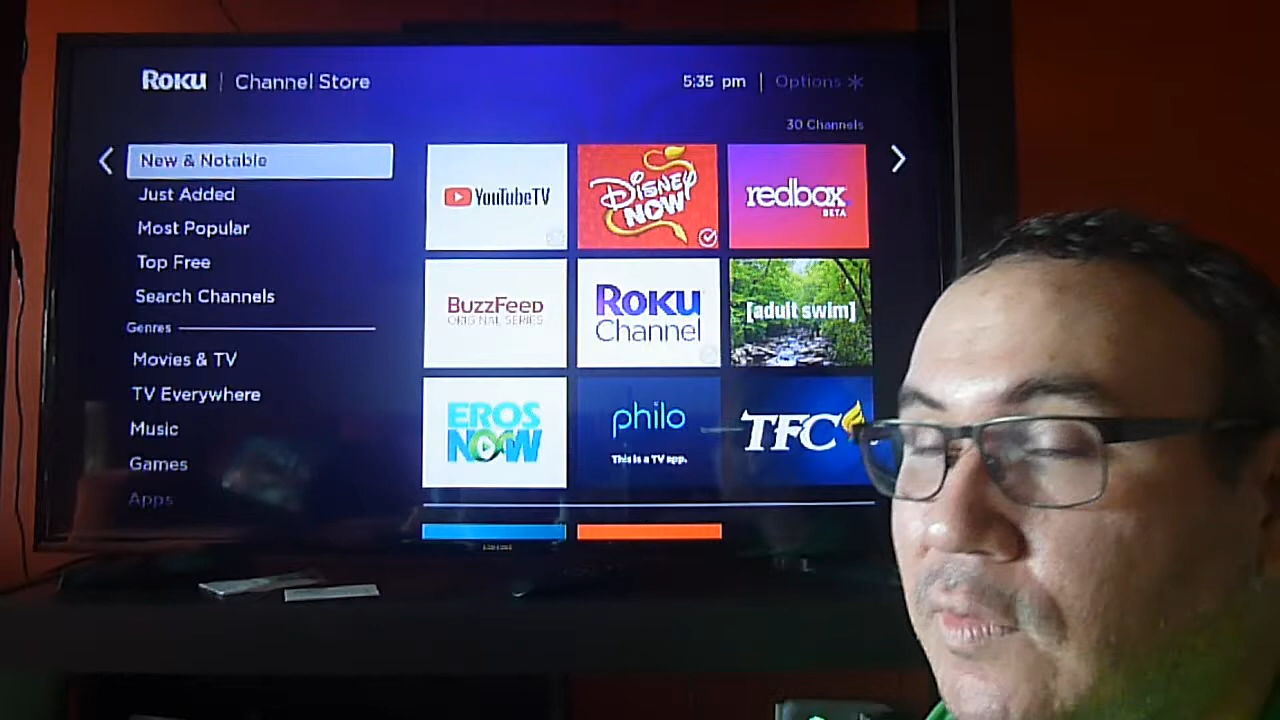 ROKU | Channel Store
5:35 pm | Options
30 Channels
New & Notable
Just Added
Most Popular
Top Free
Search Channels
Genres
Movies & TV
TV Everywhere
Music
Games
Apps
YouTubeTV
DISNEY
NOW
redbox
BETA
BUZZFEED
ORIGINAL SERIES
ROKU
Channel
[adult swim]
EROS
NOW
philo
This is a TV app.
TFC